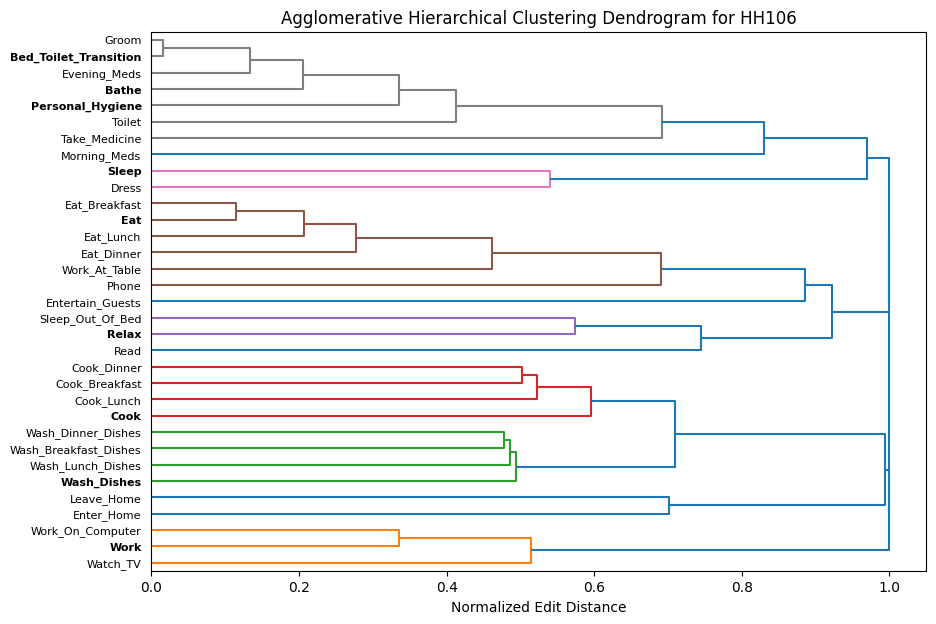 Agglomerative Hierarchical Clustering Dendrogram for HH106
Groom
Bed_Toilet_Transition
Evening_Meds
Bathe
Personal_Hygiene
Toilet
Take_Medicine
Morning_Meds
Sleep
Dress
Eat_Breakfast
Eat
Eat_Lunch
Eat_Dinner
Work_At_Table
Phone
Entertain_Guests
Sleep_Out_Of_Bed
Relax
Read
Cook_Dinner
Cook_Breakfast
Cook_Lunch
Cook
Wash_Dinner_Dishes
Wash_Breakfast_Dishes
Wash_Lunch_Dishes
Wash_Dishes
Leave_Home
Enter_Home
Work_On_Computer
Work
Watch_TV
0.0 0.2 0.4 0.6 0.8 1.0
Normalized Edit Distance